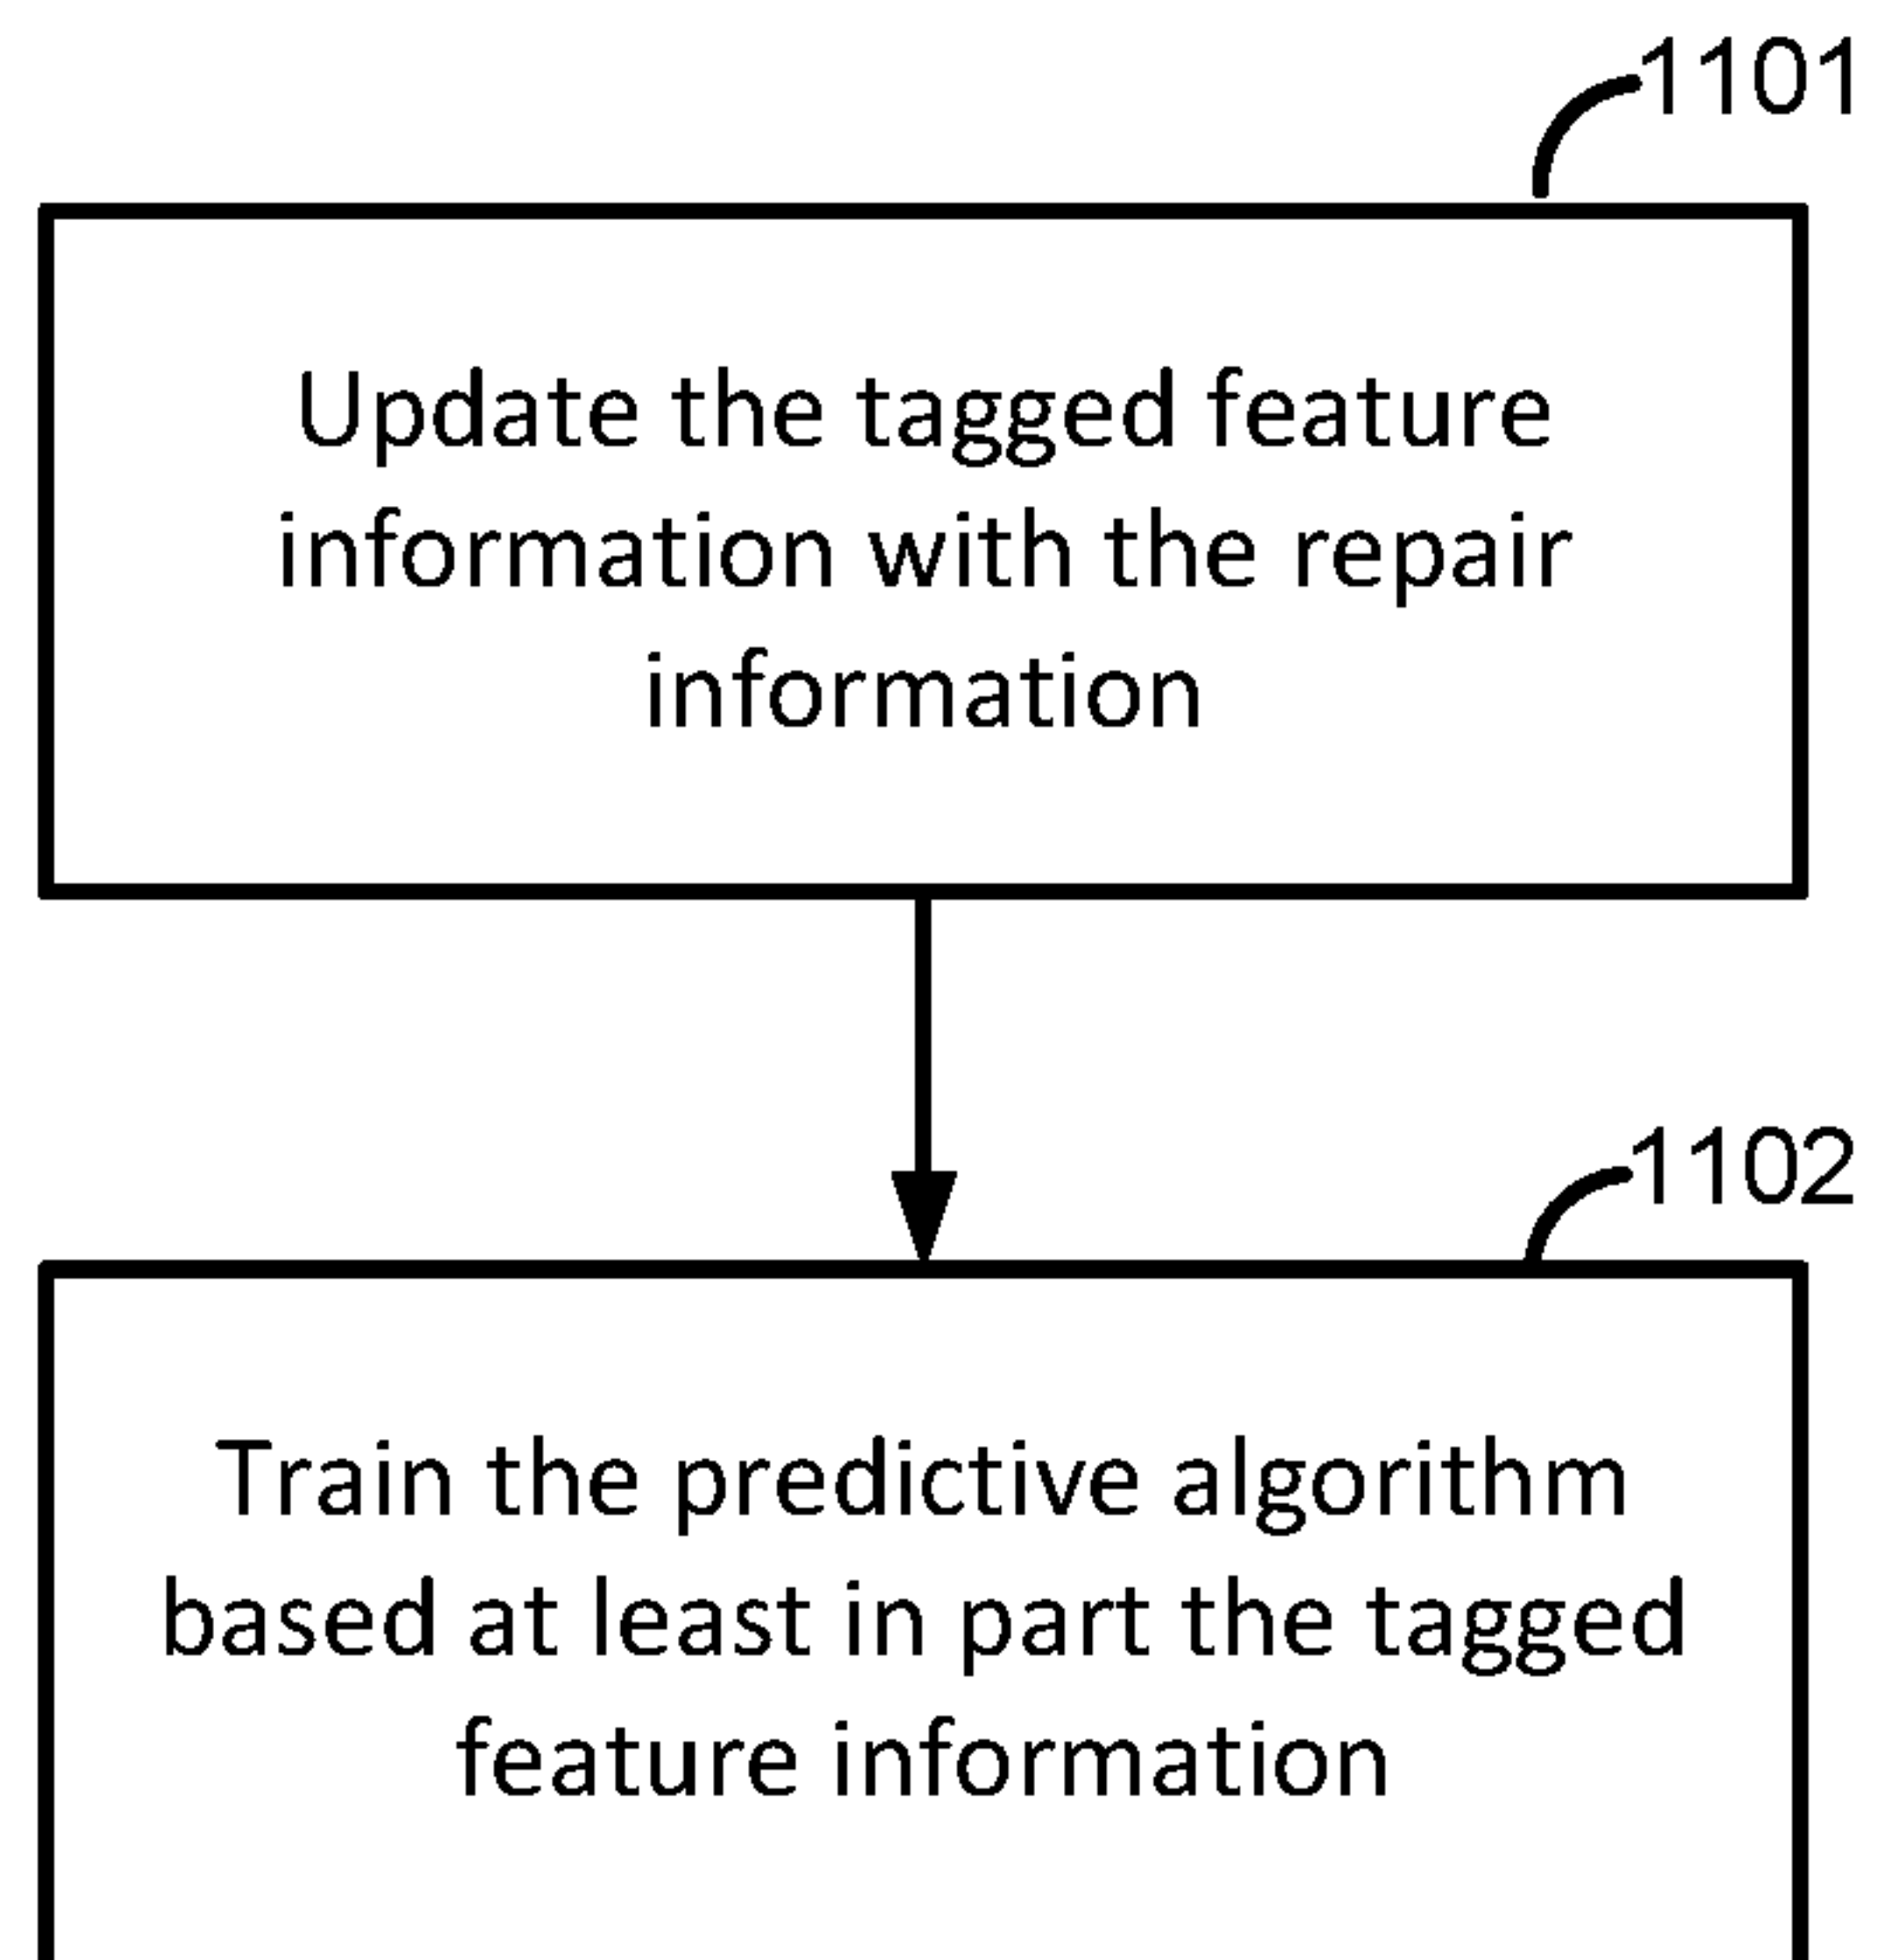 1101
Update the tagged feature
information with the repair
information
1102
Train the predictive algorithm
based at least in part the tagged
feature information